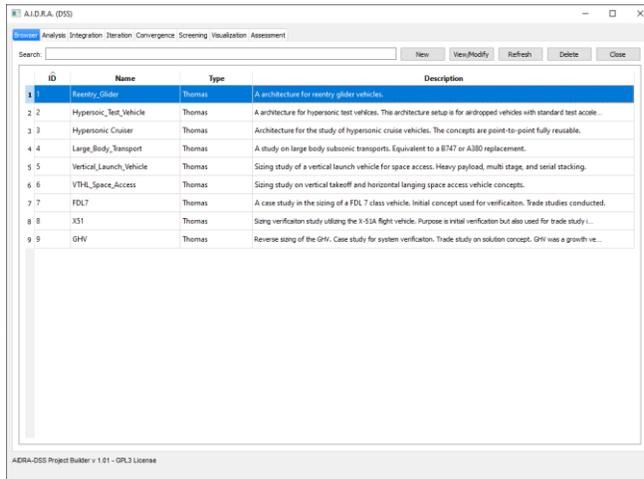 A.I.D.R.A. (DSS)
Browser Analysis Integration Iteration Convergence Screening Visualization Assessment
Search: New View/Modify Refresh Delete Close
ID Name Type Description
1 1 Reentry_Glider Thomas A architecture for reentry glider vehicles.
2 2 Hypersoic_Test_Vehicle Thomas A architecture for hypersonic test vehilces. This architecture setup is for airdropped vehicles with standard test accele...
3 3 Hypersonic Cruiser Thomas Architecture for the study of hypersonic cruise vehicles. The concepts are point-to-point fully reusable.
4 4 Large_Body_Transport Thomas A study on large body subsonic transports. Equivalent to a B747 or A380 replacement.
5 5 Vertical_Launch_Vehicle Thomas Sizing study of a vertical launch vehicle for space access. Heavy payload, multi stage, and serial stacking.
6 6 VTHL_Space_Access Thomas Sizing study on vertical takeoff and horizontal langing space access vehicle concepts.
7 7 FDL7 Thomas A case study in the sizing of a FDL 7 class vehicle. Initial concept used for verificaiton. Trade studies conducted.
8 8 X51 Thomas Sizing verificaiton study utilizing the X-51A flight vehicle. Purpose is initial verification but also used for trade study i...
9 9 GHV Thomas Reverse sizing of the GHV. Case study for system verificaiton. Trade study on solution concept. GHV was a growth ve...
AIDRA-DSS Project Builder v 1.01 - GPL3 License